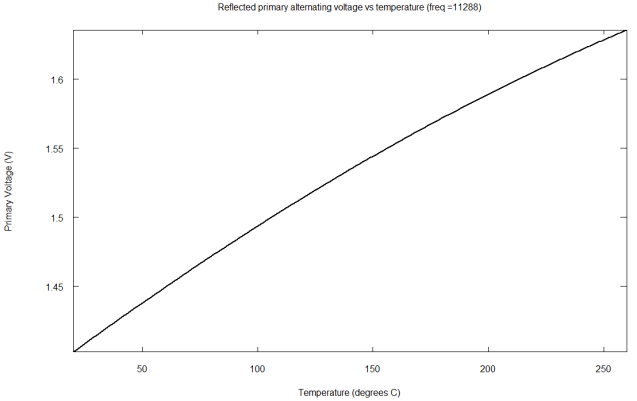 Reflected primary alternating voltage vs temperature (freq =11288)
1.6
1.55
1.5
1.45
Primary Voltage (V)
50 100 150 200 250
Temperature (degrees C)